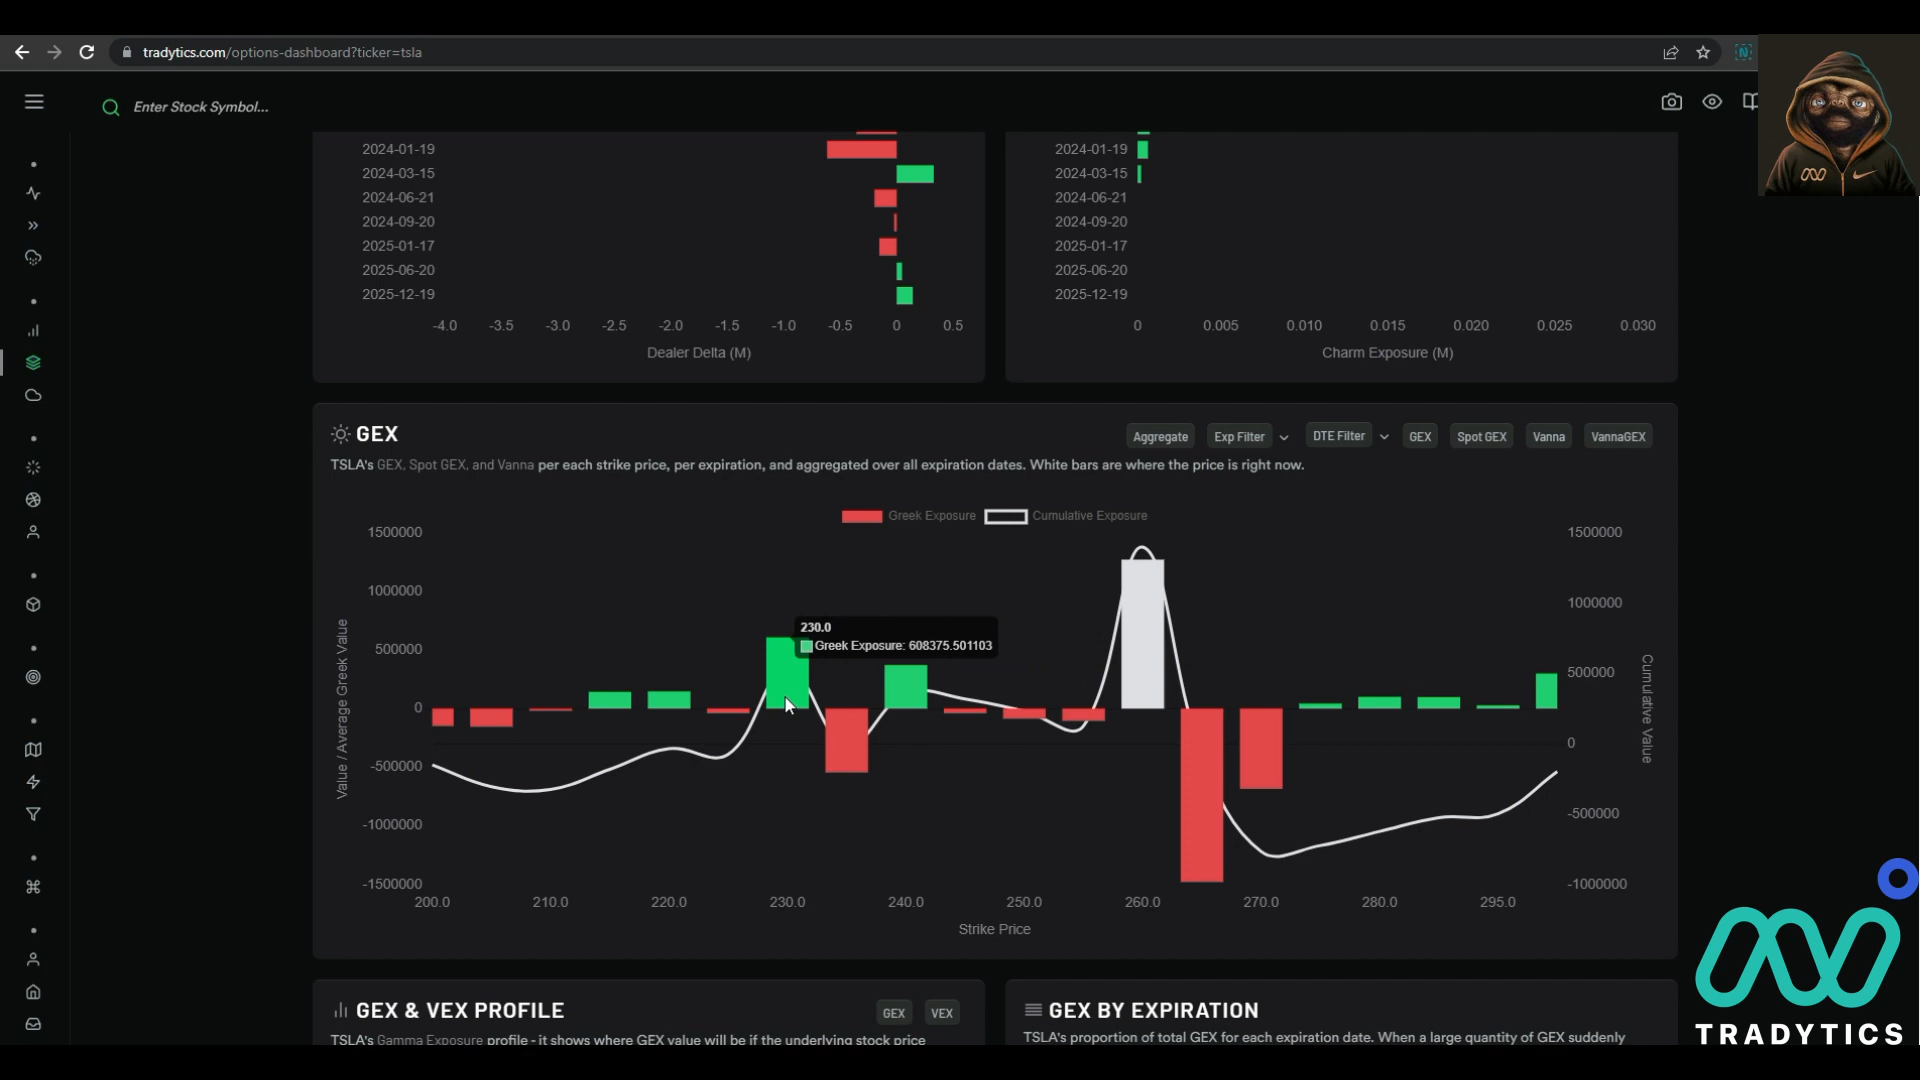 tradytics.com/options-dashboard?ticker=tsla
Enter Stock Symbol...
2024-01-19
2024-03-15
2024-06-21
2024-09-20
2025-01-17
2025-06-20
2025-12-19
-4.0 -3.5 -3.0 -2.5 -2.0 -1.5 -1.0 -0.5 0 0.5
Dealer Delta (M)
2024-01-19
2024-03-15
2024-06-21
2024-09-20
2025-01-17
2025-06-20
2025-12-19
0 0.005 0.010 0.015 0.020 0.025 0.030
Charm Exposure (M)
GEX
Aggregate Exp Filter DTE Filter GEX Spot GEX Vanna VannaGEX
TSLA's GEX, Spot GEX, and Vanna per each strike price, per expiration, and aggregated over all expiration dates. White bars are where the price is right now.
Greek Exposure Cumulative Exposure
Value / Average Greek Value
1500000
1000000
500000
0
-500000
-1000000
-1500000
230.0
Greek Exposure: 608375.501103
1500000
1000000
500000
0
-500000
-1000000
Cumulative Value
200.0 210.0 220.0 230.0 240.0 250.0 260.0 270.0 280.0 295.0
Strike Price
GEX & VEX PROFILE
GEX VEX
TSLA's Gamma Exposure profile - it shows where GEX value will be if the underlying stock price
GEX BY EXPIRATION
TSLA's proportion of total GEX for each expiration date. When a large quantity of GEX suddenly
TRADYTICS